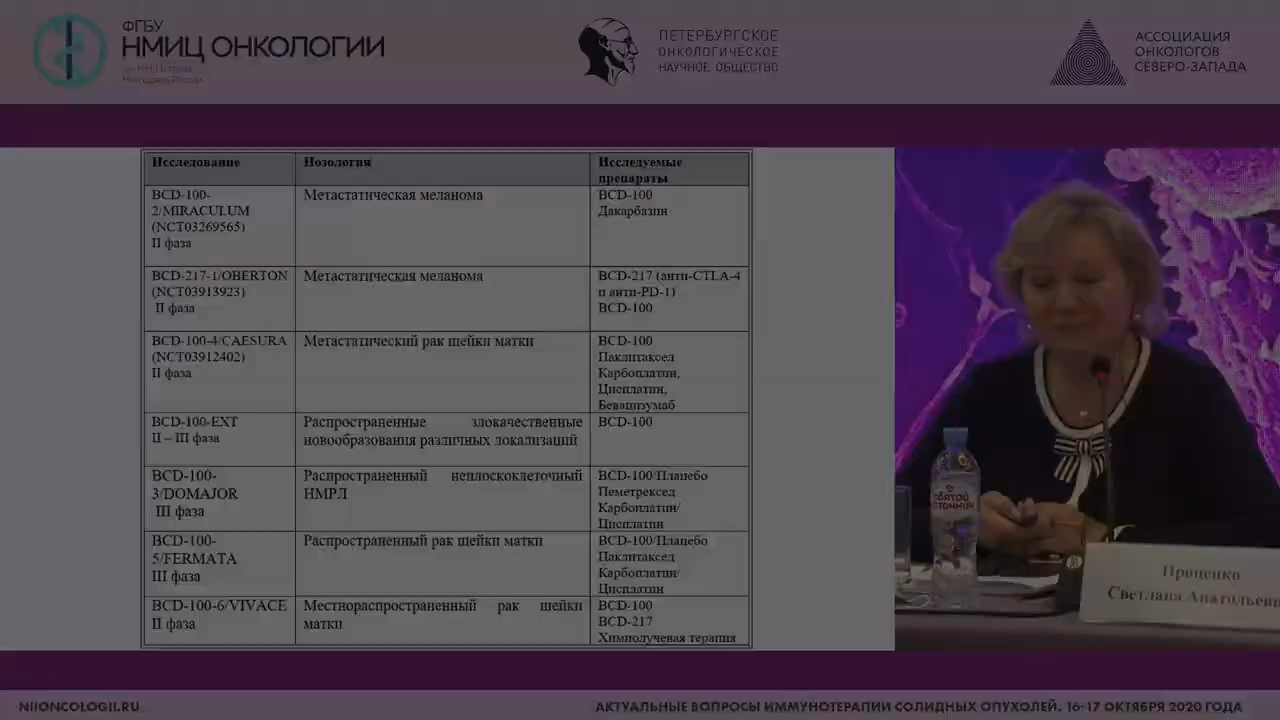 ФГБУ
НМИЦ ОНКОЛОГИИ
ПЕТЕРБУРГСКОЕ
ОНКОЛОГИЧЕСКОЕ
НАУЧНОЕ ОБЩЕСТВО
АССОЦИАЦИЯ
ОНКОЛОГОВ
СЕВЕРО-ЗАПАДА
Исследование
Нозология
Исследуемые
препараты
BCD-100-
2/MIRACULUM
(NCT03269565)
II фаза
Метастатическая меланома
BCD-100
Дакарбазин
BCD-217-1/OBERTON
(NCT03913923)
II фаза
Метастатическая меланома
BCD-217 (анти-CTLA-4
и анти-PD-1)
BCD-100
BCD-100-4/CAESURA
(NCT03912402)
II фаза
Метастатический рак шейки матки
BCD-100
Паклитаксел
Карбоплатин,
Цисплатин,
Бевацизумаб
BCD-100-EXT
II – III фаза
Распространенные злокачественные
новообразования различных локализаций
BCD-100
BCD-100-
3/DOMAJOR
III фаза
Распространенный неплоскоклеточный
НМРЛ
BCD-100/Плацебо
Пеметрексед
Карбоплатин/
Цисплатин
BCD-100-
5/FERMATA
III фаза
Распространенный рак шейки матки
BCD-100/Плацебо
Паклитаксел
Карбоплатин/
Цисплатин
BCD-100-6/VIVACE
II фаза
Местнораспространенный рак шейки
матки
BCD-100
BCD-217
Химиолучевая терапия
СВЯТОЙ
ИСТОЧНИК
Проценко
Светлана Анатольевн
NIIONCOLOGII.RU
АКТУАЛЬНЫЕ ВОПРОСЫ ИММУНОТЕРАПИИ СОЛИДНЫХ ОПУХОЛЕЙ. 16-17 ОКТЯБРЯ 2020 ГОДА